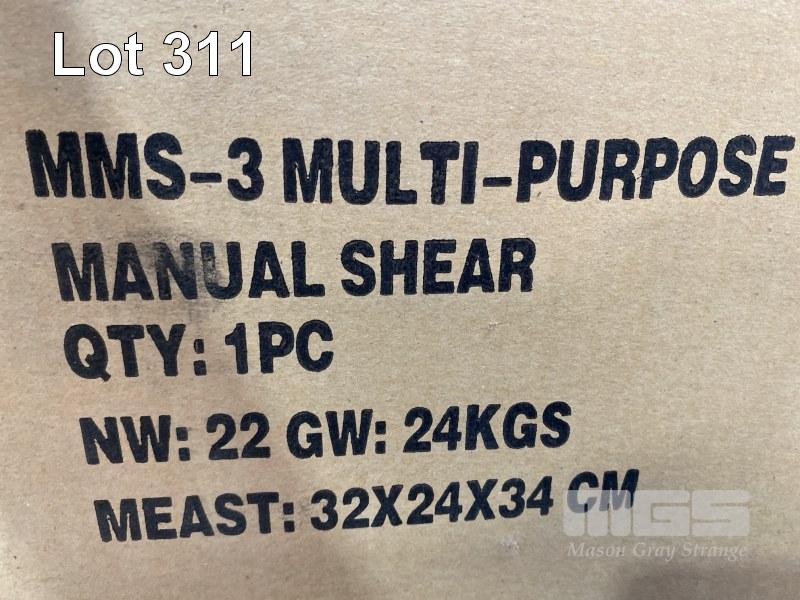 Lot 311
MMS-3 MULTI-PURPOSE
MANUAL SHEAR
QTY: 1PC
NW: 22 GW: 24KGS
MEAST: 32X24X34 CM
MGS
Mason Gray Strange